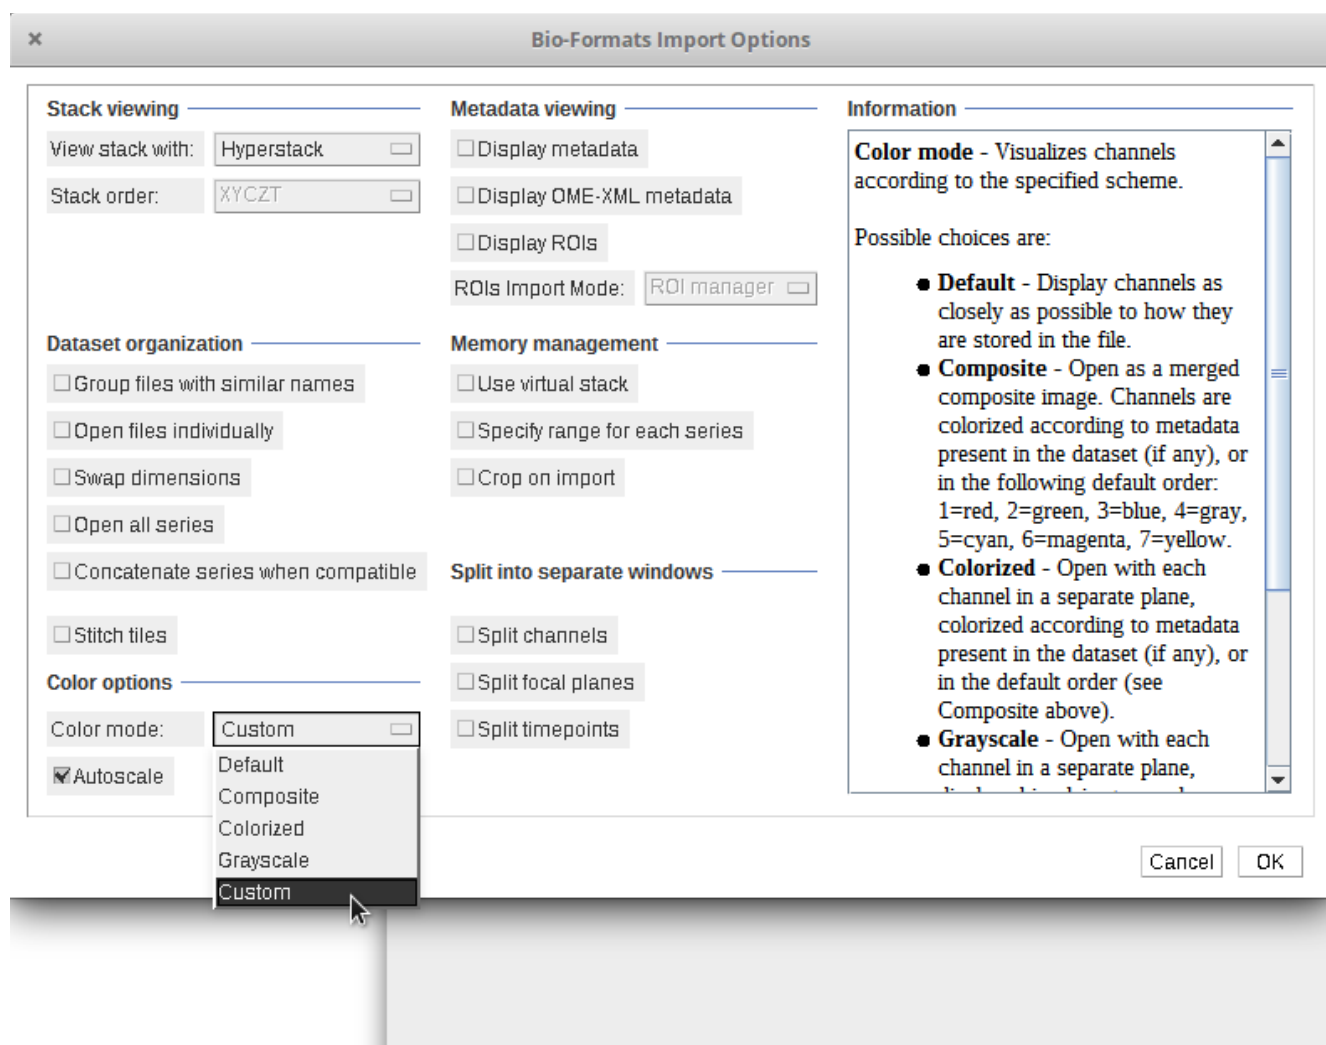 Bio-Formats Import Options
Stack viewing
View stack with: Hyperstack
Stack order: XYCZT
Dataset organization
Group files with similar names
Open files individually
Swap dimensions
Open all series
Concatenate series when compatible
Stitch tiles
Color options
Color mode: Custom
Autoscale
Default
Composite
Colorized
Grayscale
Custom
Metadata viewing
Display metadata
Display OME-XML metadata
Display ROIs
ROIs Import Mode: ROI manager
Memory management
Use virtual stack
Specify range for each series
Crop on import
Split into separate windows
Split channels
Split focal planes
Split timepoints
Information
Color mode - Visualizes channels
according to the specified scheme.
Possible choices are:
Default - Display channels as
closely as possible to how they
are stored in the file.
Composite - Open as a merged
composite image. Channels are
colorized according to metadata
present in the dataset (if any), or
in the following default order:
1=red, 2=green, 3=blue, 4=gray,
5=cyan, 6=magenta, 7=yellow.
Colorized - Open with each
channel in a separate plane,
colorized according to metadata
present in the dataset (if any), or
in the default order (see
Composite above).
Grayscale - Open with each
channel in a separate plane,
Cancel
OK